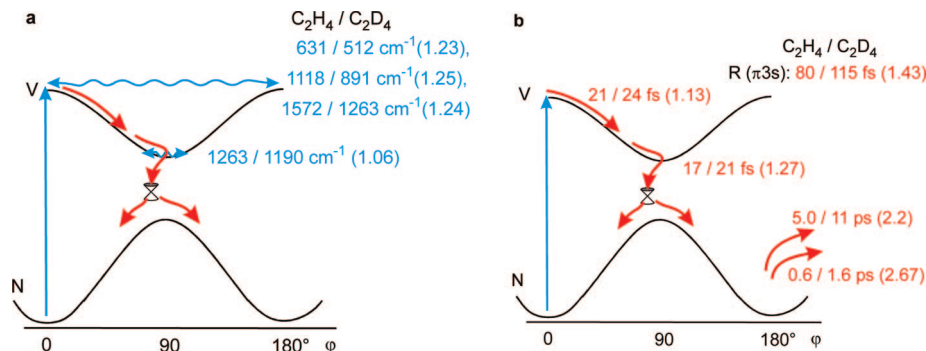 a
C₂H₄ / C₂D₄
631 / 512 cm⁻¹(1.23),
1118 / 891 cm⁻¹(1.25),
1572 / 1263 cm⁻¹(1.24)
V
1263 / 1190 cm⁻¹ (1.06)
N
0 90 180° φ
b
C₂H₄ / C₂D₄
R (π3s): 80 / 115 fs (1.43)
V
21 / 24 fs (1.13)
17 / 21 fs (1.27)
5.0 / 11 ps (2.2)
0.6 / 1.6 ps (2.67)
N
0 90 180° φ